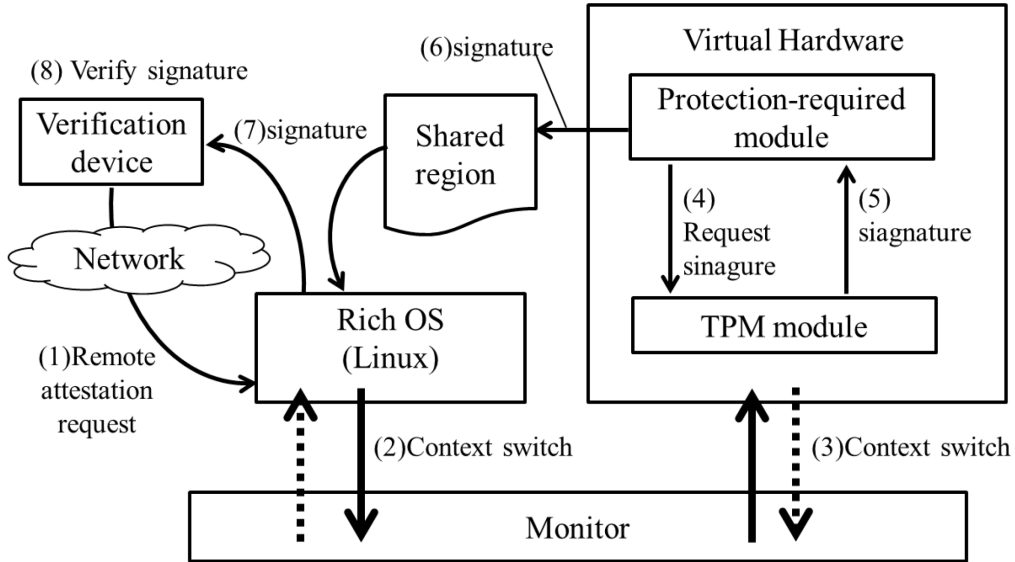 Virtual Hardware
(6)signature
(8) Verify signature
Protection-required
module
Verification
device
(7)signature
Shared
region
(4)
Request
sinagure
(5)
siagnature
Network
TPM module
Rich OS
(Linux)
(1)Remote
attestation
request
(2)Context switch
(3)Context switch
Monitor